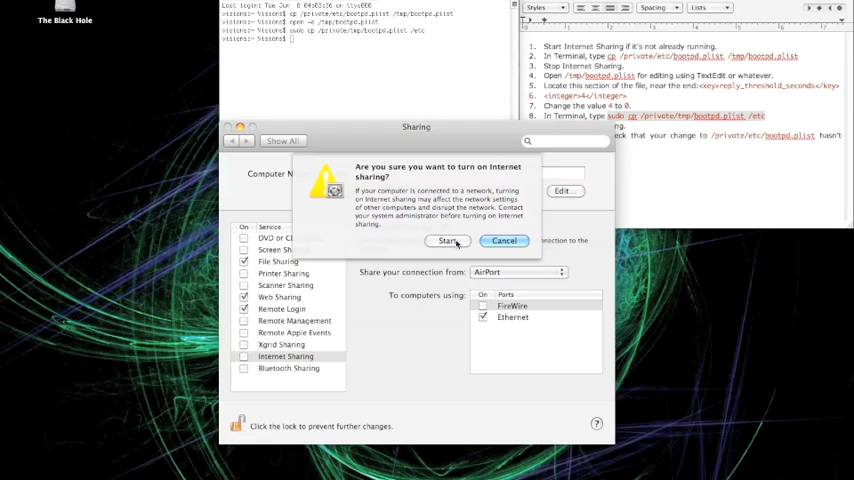 The Black Hole
Last login: Tue Jun
on ttys000
visions:~ Visions$ cp /private/etc/bootpd.plist /tmp/bootpd.plist
visions:~ Visions$ open -e /tmp/bootpd.plist
visions:~ Visions$ sudo cp /private/tmp/bootpd.plist /etc
visions:~ Visions$
Styles
Spacing
Lists
1. Start Internet Sharing if it's not already running.
2. In Terminal, type cp /private/etc/bootpd.plist /tmp/bootpd.plist
3. Stop Internet Sharing.
4. Open /tmp/bootpd.plist for editing using TextEdit or whatever.
5. Locate this section of the file, near the end:<key>reply_threshold_seconds</key>
6. <integer>4</integer>
7. Change the value 4 to 0.
8. In Terminal, type sudo cp /private/tmp/bootpd.plist /etc
ng.
eck that your change to /private/etc/bootpd.plist hasn't
Sharing
Show All
Computer N
Edit...
Are you sure you want to turn on Internet
sharing?
If your computer is connected to a network, turning
on Internet sharing may affect the network settings
of other computers and disrupt the network. Contact
your system administrator before turning on Internet
sharing.
Start
Cancel
onnection to the
On Service
DVD or C
Screen Sh
File Sharing
Printer Sharing
Scanner Sharing
Web Sharing
Remote Login
Remote Management
Remote Apple Events
Xgrid Sharing
Internet Sharing
Bluetooth Sharing
Share your connection from: AirPort
To computers using:
On Ports
FireWire
Ethernet
Click the lock to prevent further changes.
?